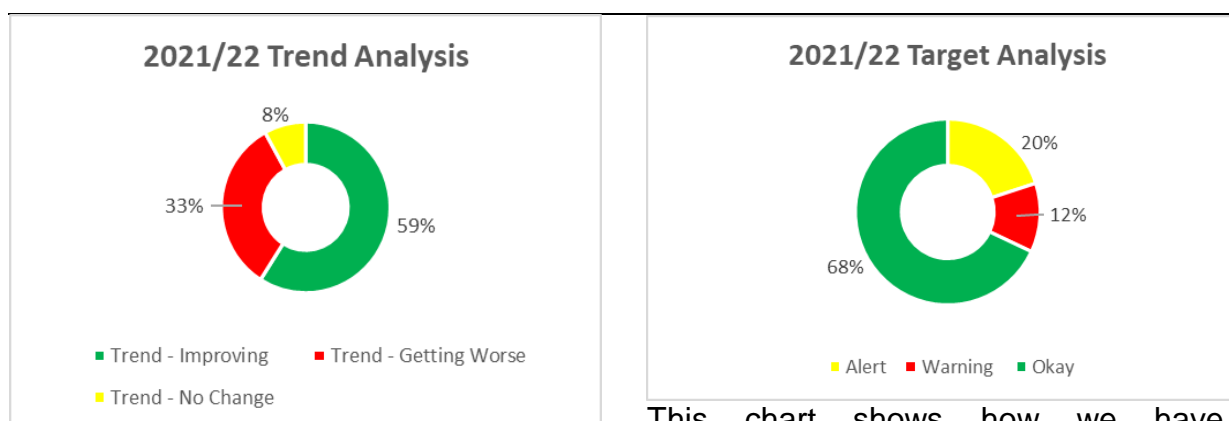 2021/22 Trend Analysis
8%
33%
59%
Trend - Improving
Trend - Getting Worse
Trend - No Change
2021/22 Target Analysis
20%
12%
68%
Alert
Warning
Okay
This chart shows how we have